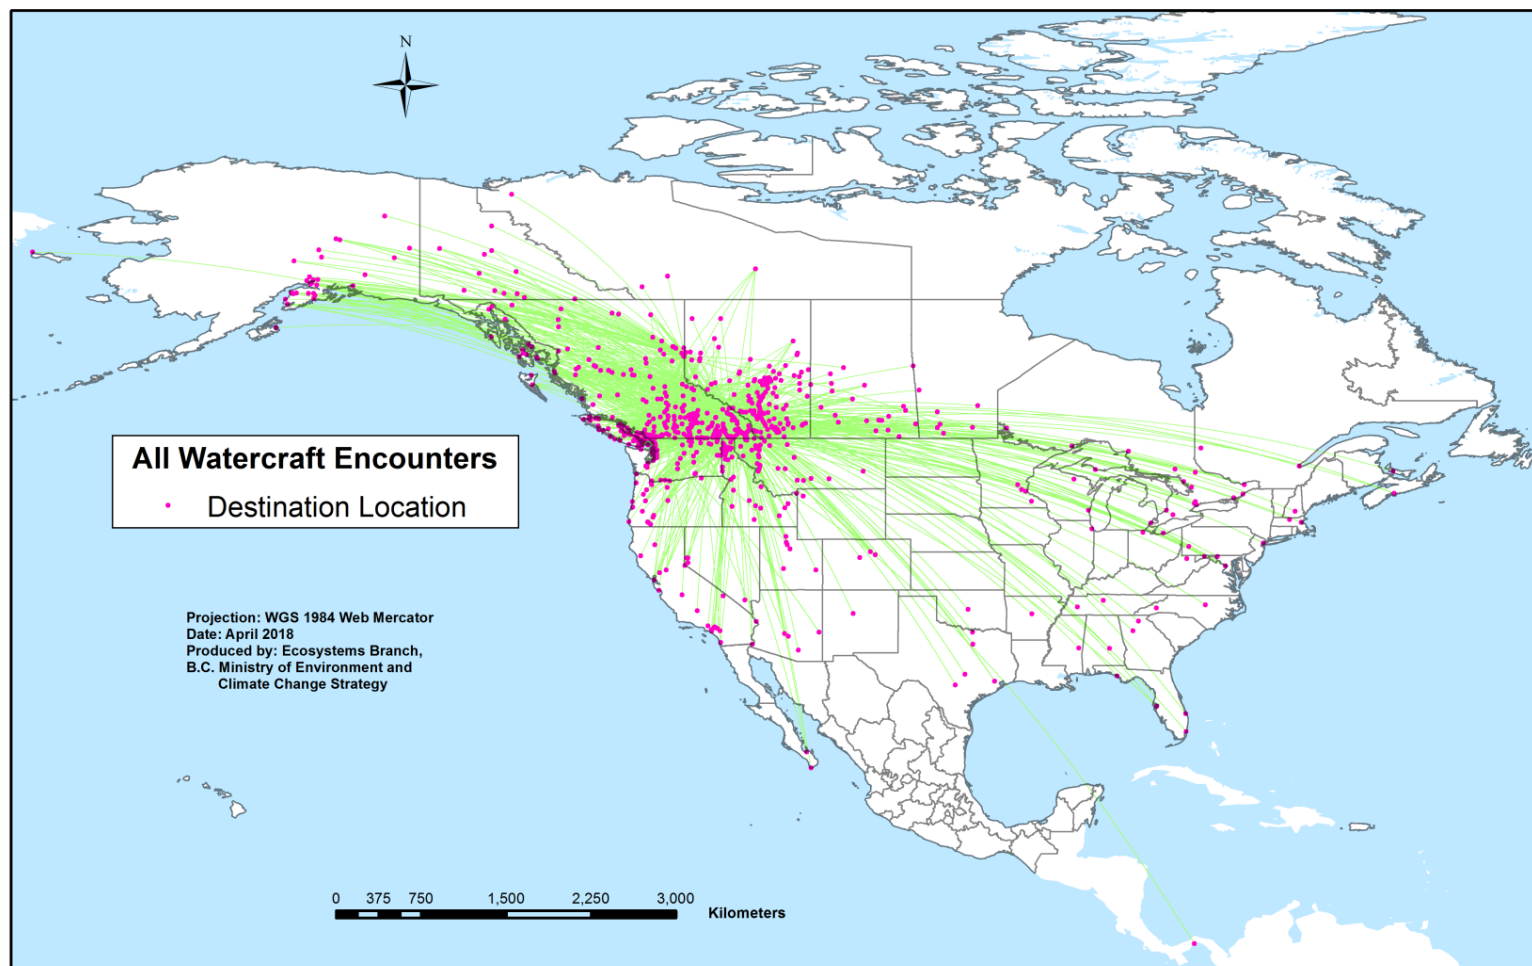 N
All Watercraft Encounters
Destination Location
Projection: WGS 1984 Web Mercator
Date: April 2018
Produced by: Ecosystems Branch,
B.C. Ministry of Environment and
Climate Change Strategy
0 375 750 1,500 2,250 3,000
Kilometers